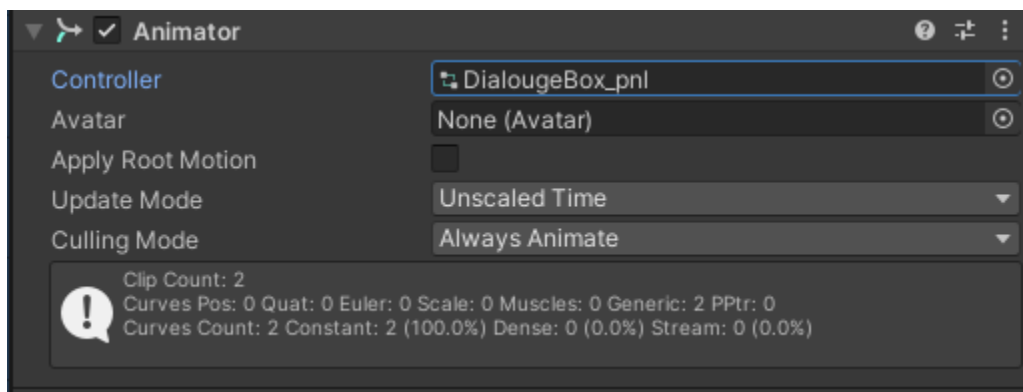 Animator
Controller DialougeBox_pnl
Avatar None (Avatar)
Apply Root Motion
Update Mode Unscaled Time
Culling Mode Always Animate
Clip Count: 2
Curves Pos: 0 Quat: 0 Euler: 0 Scale: 0 Muscles: 0 Generic: 2 PPtr: 0
Curves Count: 2 Constant: 2 (100.0%) Dense: 0 (0.0%) Stream: 0 (0.0%)